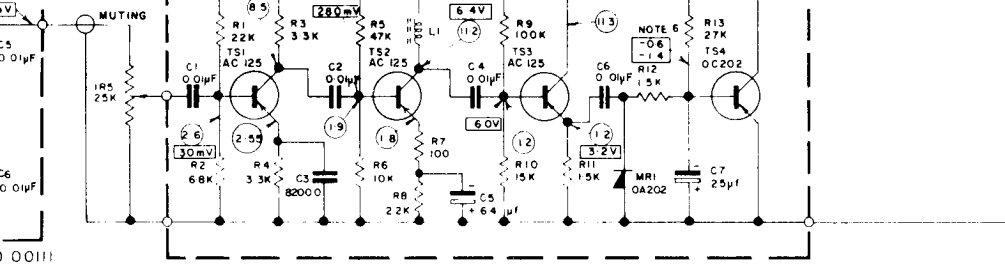 V
MUTING
8.5
280mV
6.4V
11.2
11.3
NOTE 6
-0.6
-1.4
C5
0.01µF
1R5
25K
C1
0.01µF
R1
22K
TS1
AC 125
R3
3.3K
C2
0.01µF
R5
47K
TS2
AC 125
L1
C4
0.01µF
R9
100K
TS3
AC 125
C6
0.01µF
R12
1.5K
R13
27K
TS4
OC202
2.6
30mV
2.55
1.9
1.8
6.0V
1.2
1.2
3.2V
R2
6.8K
R4
3.3K
C3
82000
R6
10K
R7
100
R8
2.2K
C5
+ 6.4 µf
R10
15K
R11
1.5K
MR1
OA202
C7
25µf
+
C6
0.01µF